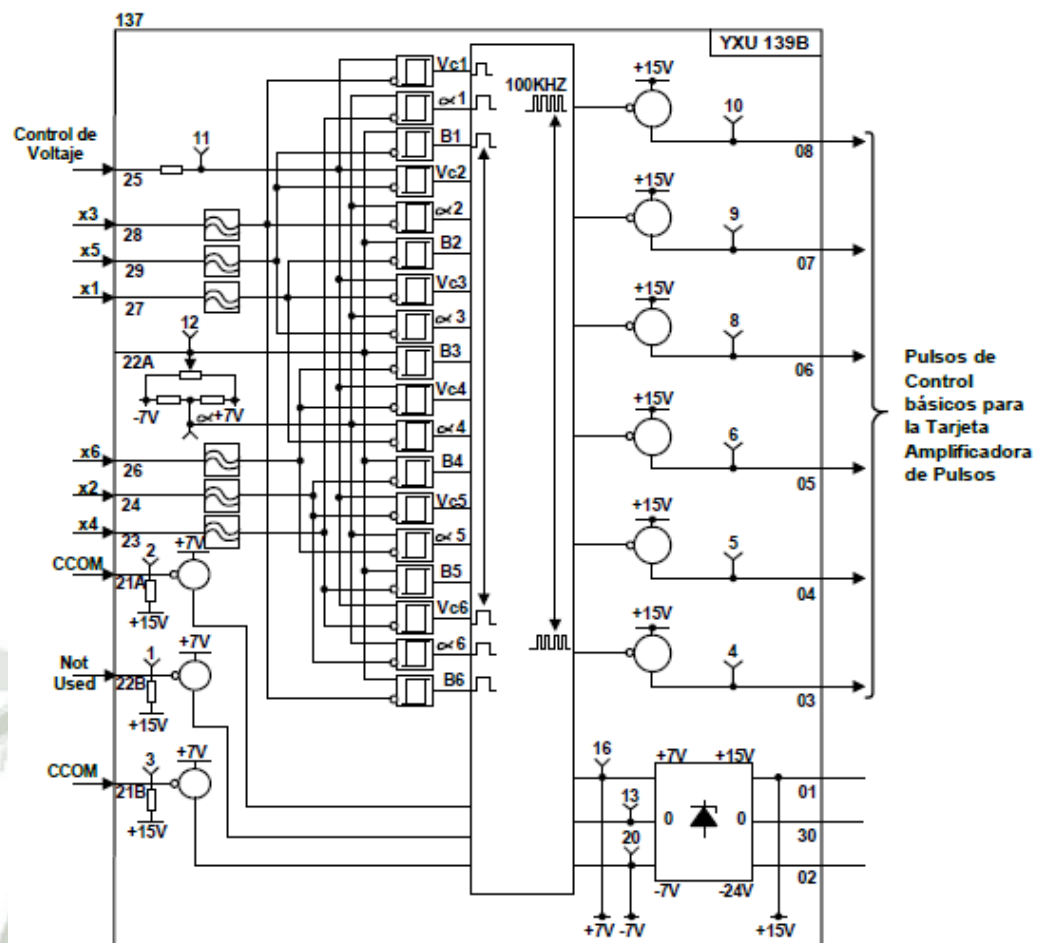 137
YXU 139B
Control de
Voltaje
25
11
x3
28
x5
29
x1
27
12
22A
-7V
∝+7V
x6
26
x2
24
x4
23
CCOM
21A
2
+7V
+15V
Not
Used
22B
1
+7V
+15V
CCOM
21B
3
+7V
+15V
Vc1
∝1
B1
Vc2
∝2
B2
Vc3
∝3
B3
Vc4
∝4
B4
Vc5
∝5
B5
Vc6
∝6
B6
100KHZ
+15V
10
08
+15V
9
07
+15V
8
06
+15V
6
05
+15V
5
04
+15V
4
03
Pulsos de
Control
básicos para
la Tarjeta
Amplificadora
de Pulsos
16
+7V +15V
01
13
0 0
30
20
-7V -24V
02
+7V -7V
+15V